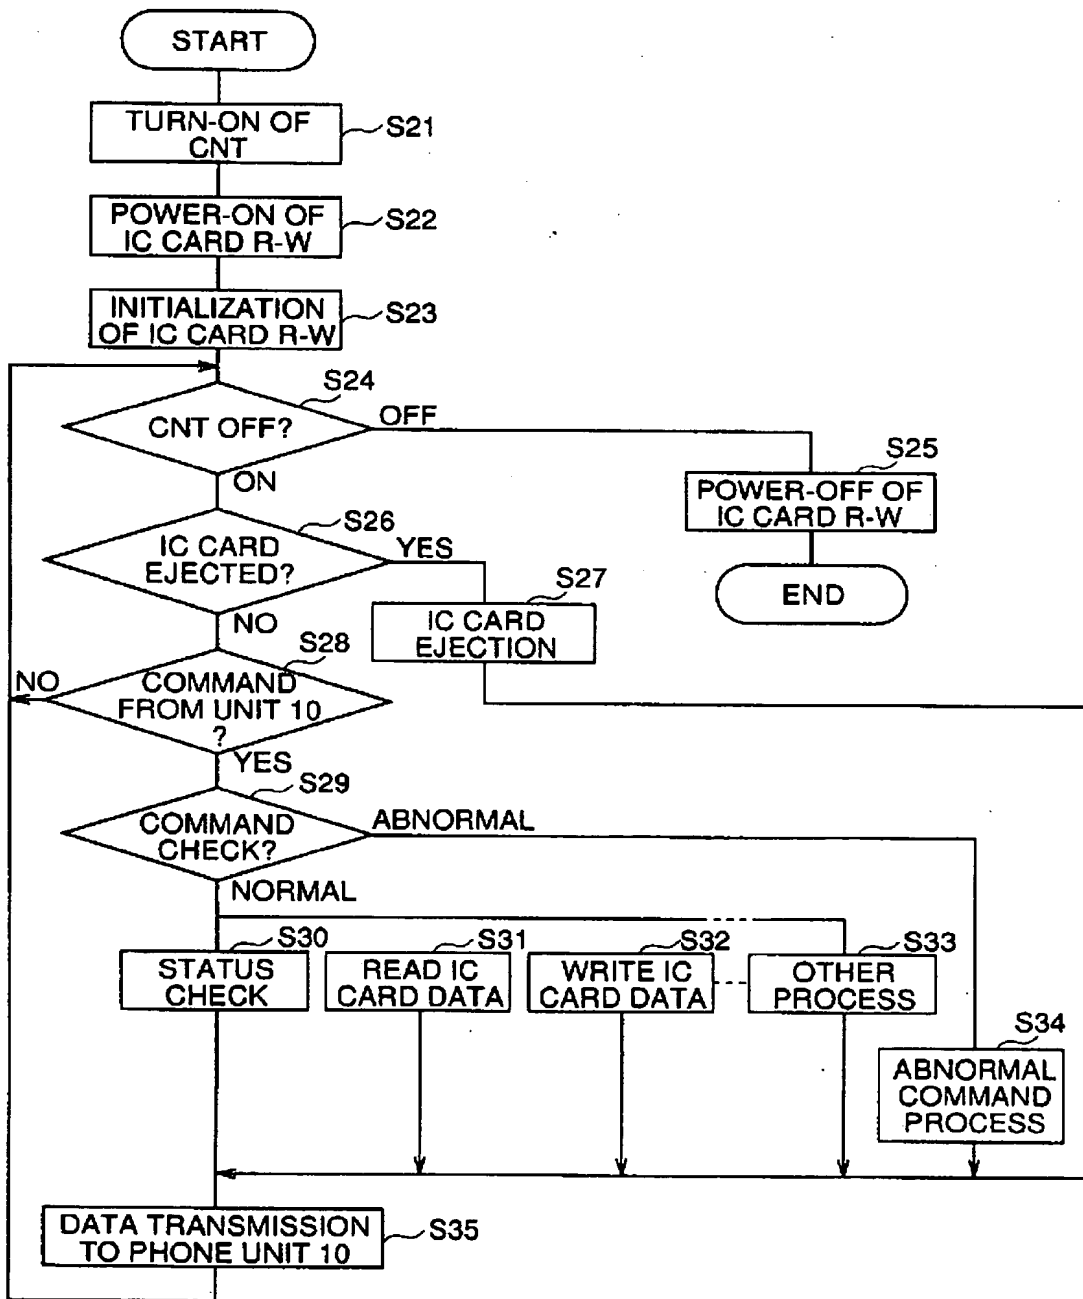 START
TURN-ON OF
CNT
S21
POWER-ON OF
IC CARD R-W
S22
INITIALIZATION
OF IC CARD R-W
S23
S24
CNT OFF?
OFF
ON
S25
POWER-OFF OF
IC CARD R-W
END
S26
IC CARD
EJECTED?
YES
NO
S27
IC CARD
EJECTION
S28
COMMAND
FROM UNIT 10
?
NO
YES
S29
COMMAND
CHECK?
ABNORMAL
NORMAL
S30
STATUS
CHECK
S31
READ IC
CARD DATA
S32
WRITE IC
CARD DATA
S33
OTHER
PROCESS
S34
ABNORMAL
COMMAND
PROCESS
DATA TRANSMISSION
TO PHONE UNIT 10
S35